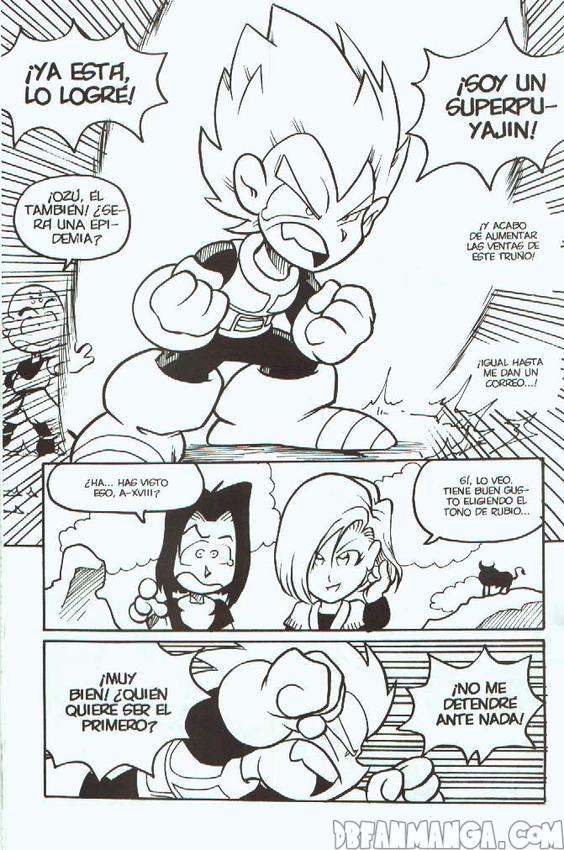 ¡YA ESTÁ,
LO LOGRÉ!
¡SOY UN
SUPERPU-
YAJIN!
¡OZÚ, EL
TAMBIÉN! ¿SE-
RÁ UNA EPI-
DEMIA?
¡Y ACABO
DE AUMENTAR
LAS VENTAS DE
ESTE TRUÑO!
¡IGUAL HASTA
ME DAN UN
CORREO...!
¿HA... HAS VISTO
ESO, A-XVIII?
SÍ, LO VEO.
TIENE BUEN GUS-
TO ELIGIENDO EL
TONO DE RUBIO...
¡MUY
BIEN! ¿QUIÉN
QUIERE SER EL
PRIMERO?
¡NO ME
DETENDRÉ
ANTE NADA!
DBFANMANGA.COM